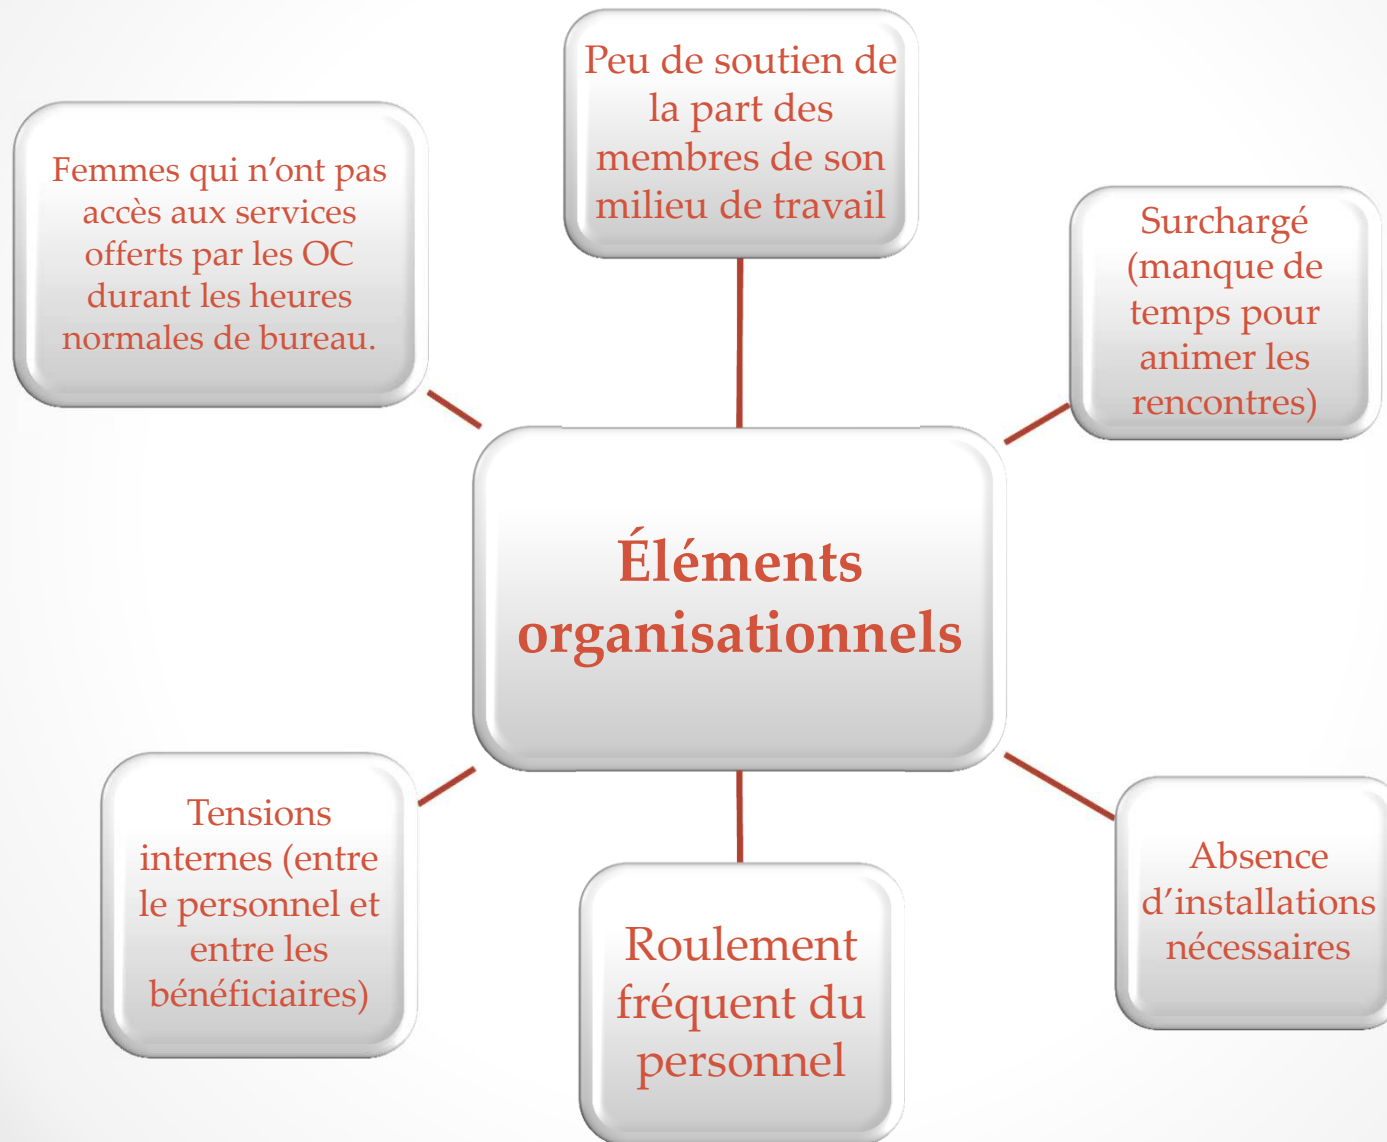 Peu de soutien de
la part des
membres de son
milieu de travail
Femmes qui n’ont pas
accès aux services
offerts par les OC
durant les heures
normales de bureau.
Surchargé
(manque de
temps pour
animer les
rencontres)
Éléments
organisationnels
Tensions
internes (entre
le personnel et
entre les
bénéficiaires)
Roulement
fréquent du
personnel
Absence
d’installations
nécessaires